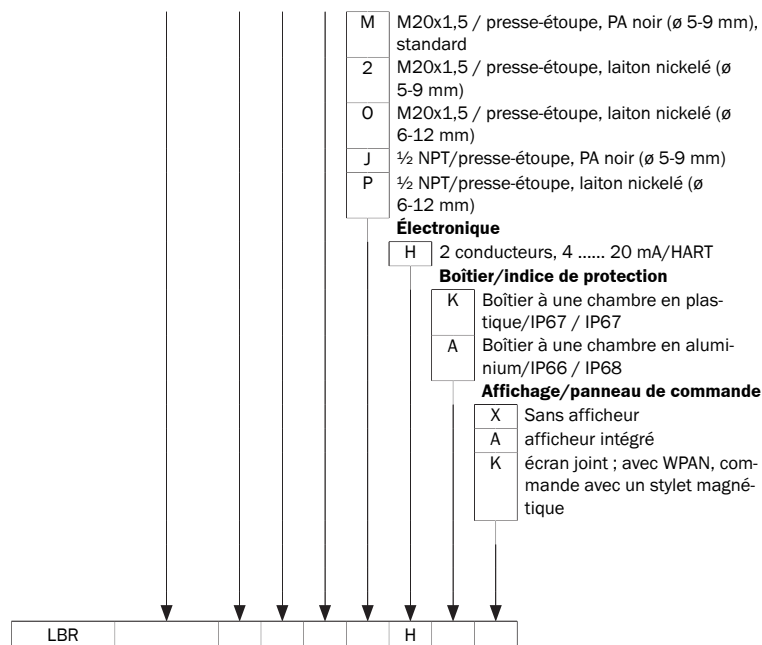 M M20x1,5 / presse-étoupe, PA noir (ø 5-9 mm),
standard
2 M20x1,5 / presse-étoupe, laiton nickelé (ø
5-9 mm)
O M20x1,5 / presse-étoupe, laiton nickelé (ø
6-12 mm)
J ½ NPT/presse-étoupe, PA noir (ø 5-9 mm)
P ½ NPT/presse-étoupe, laiton nickelé (ø
6-12 mm)
Électronique
H 2 conducteurs, 4 ...... 20 mA/HART
Boîtier/indice de protection
K Boîtier à une chambre en plas-
tique/IP67 / IP67
A Boîtier à une chambre en alumi-
nium/IP66 / IP68
Affichage/panneau de commande
X Sans afficheur
A afficheur intégré
K écran joint ; avec WPAN, com-
mande avec un stylet magné-
tique
LBR H